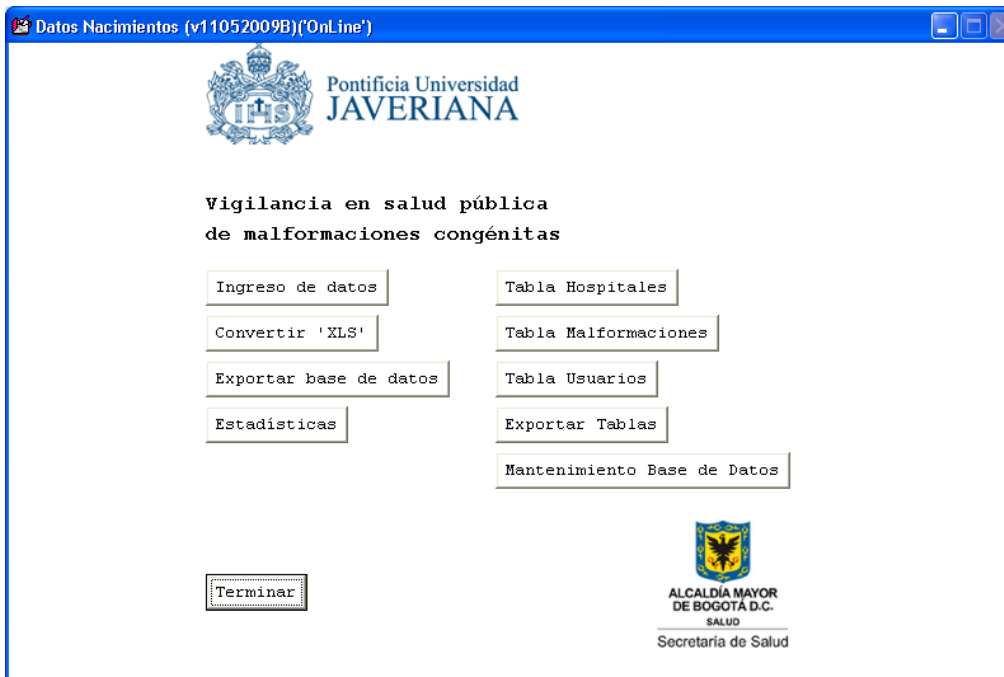 Datos Nacimientos (v11052009B)('OnLine')
IHS
Pontificia Universidad
JAVERIANA
Vigilancia en salud pública
de malformaciones congénitas
Ingreso de datos
Tabla Hospitales
Convertir 'XLS'
Tabla Malformaciones
Exportar base de datos
Tabla Usuarios
Estadísticas
Exportar Tablas
Mantenimiento Base de Datos
Terminar
ALCALDÍA MAYOR
DE BOGOTÁ D.C.
SALUD
Secretaría de Salud